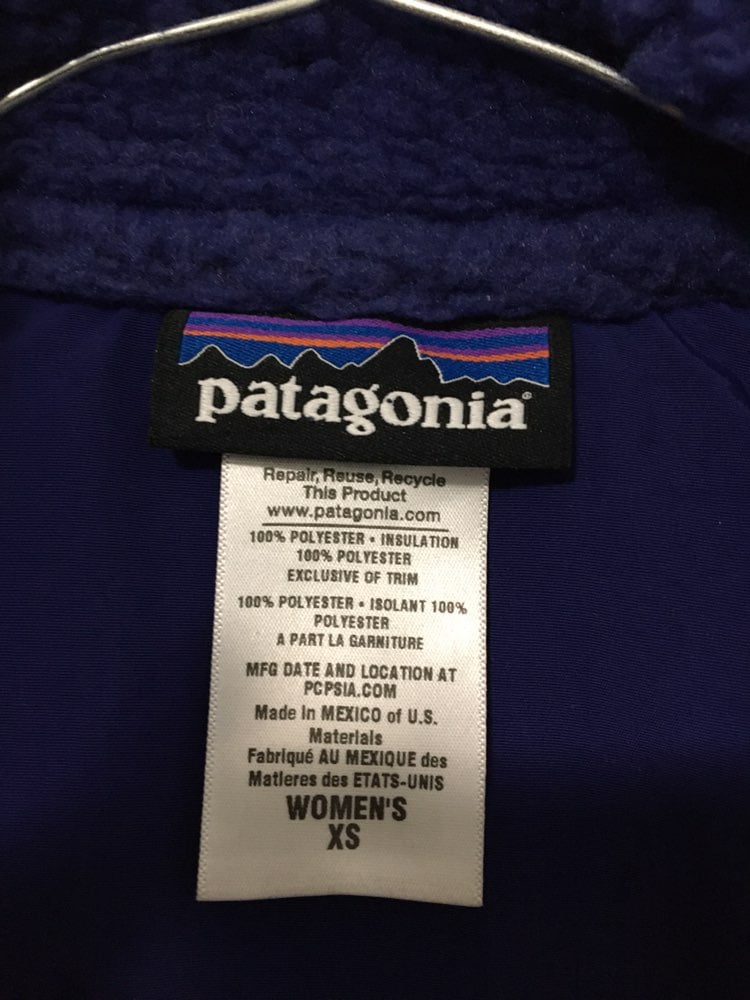 patagonia®
Repair, Reuse, Recycle
This Product
www.patagonia.com
100% POLYESTER • INSULATION
100% POLYESTER
EXCLUSIVE OF TRIM
100% POLYESTER • ISOLANT 100%
POLYESTER
A PART LA GARNITURE
MFG DATE AND LOCATION AT
PCPSIA.COM
Made in MEXICO of U.S.
Materials
Fabriqué AU MEXIQUE des
Matieres des ETATS-UNIS
WOMEN'S
XS